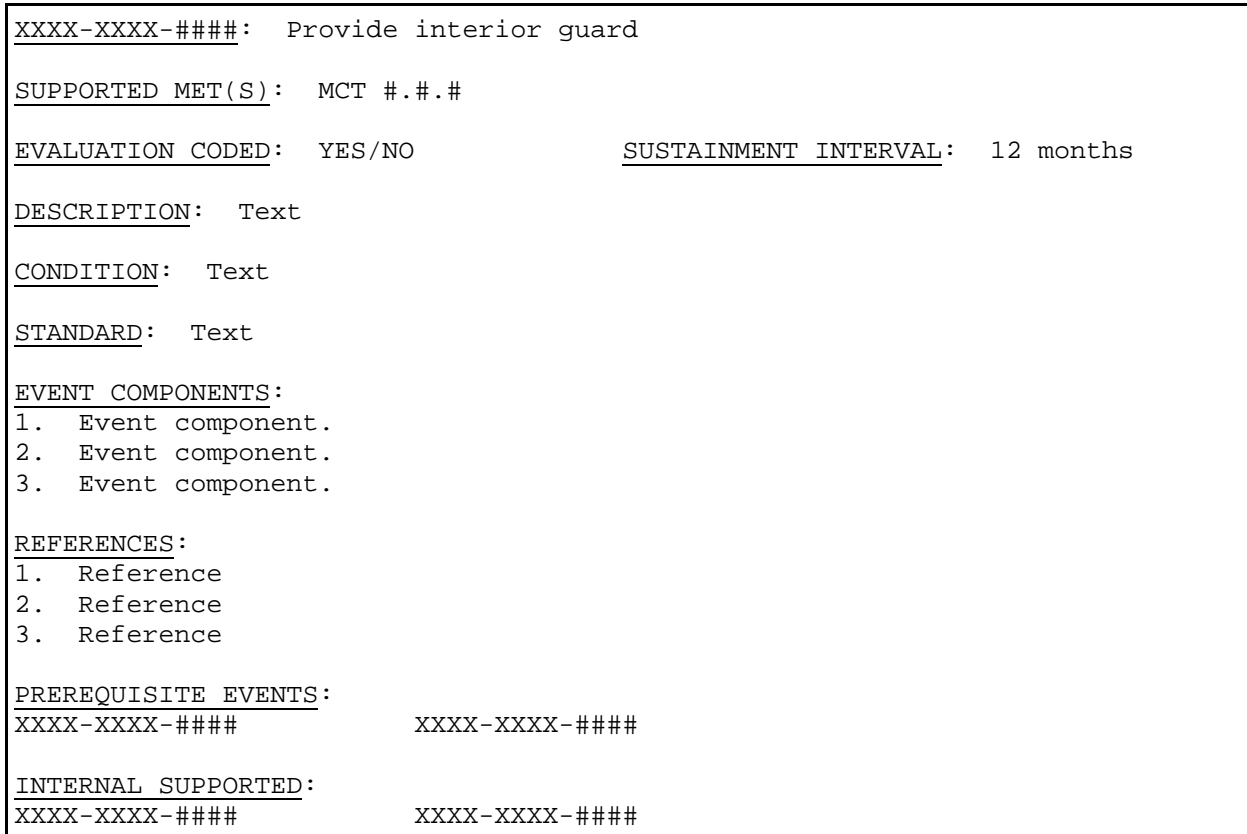 XXXX-XXXX-####: Provide interior guard
SUPPORTED MET(S): MCT #.#.#
EVALUATION CODED: YES/NO SUSTAINMENT INTERVAL: 12 months
DESCRIPTION: Text
CONDITION: Text
STANDARD: Text
EVENT COMPONENTS:
1. Event component.
2. Event component.
3. Event component.
REFERENCES:
1. Reference
2. Reference
3. Reference
PREREQUISITE EVENTS:
XXXX-XXXX-#### XXXX-XXXX-####
INTERNAL SUPPORTED:
XXXX-XXXX-#### XXXX-XXXX-####